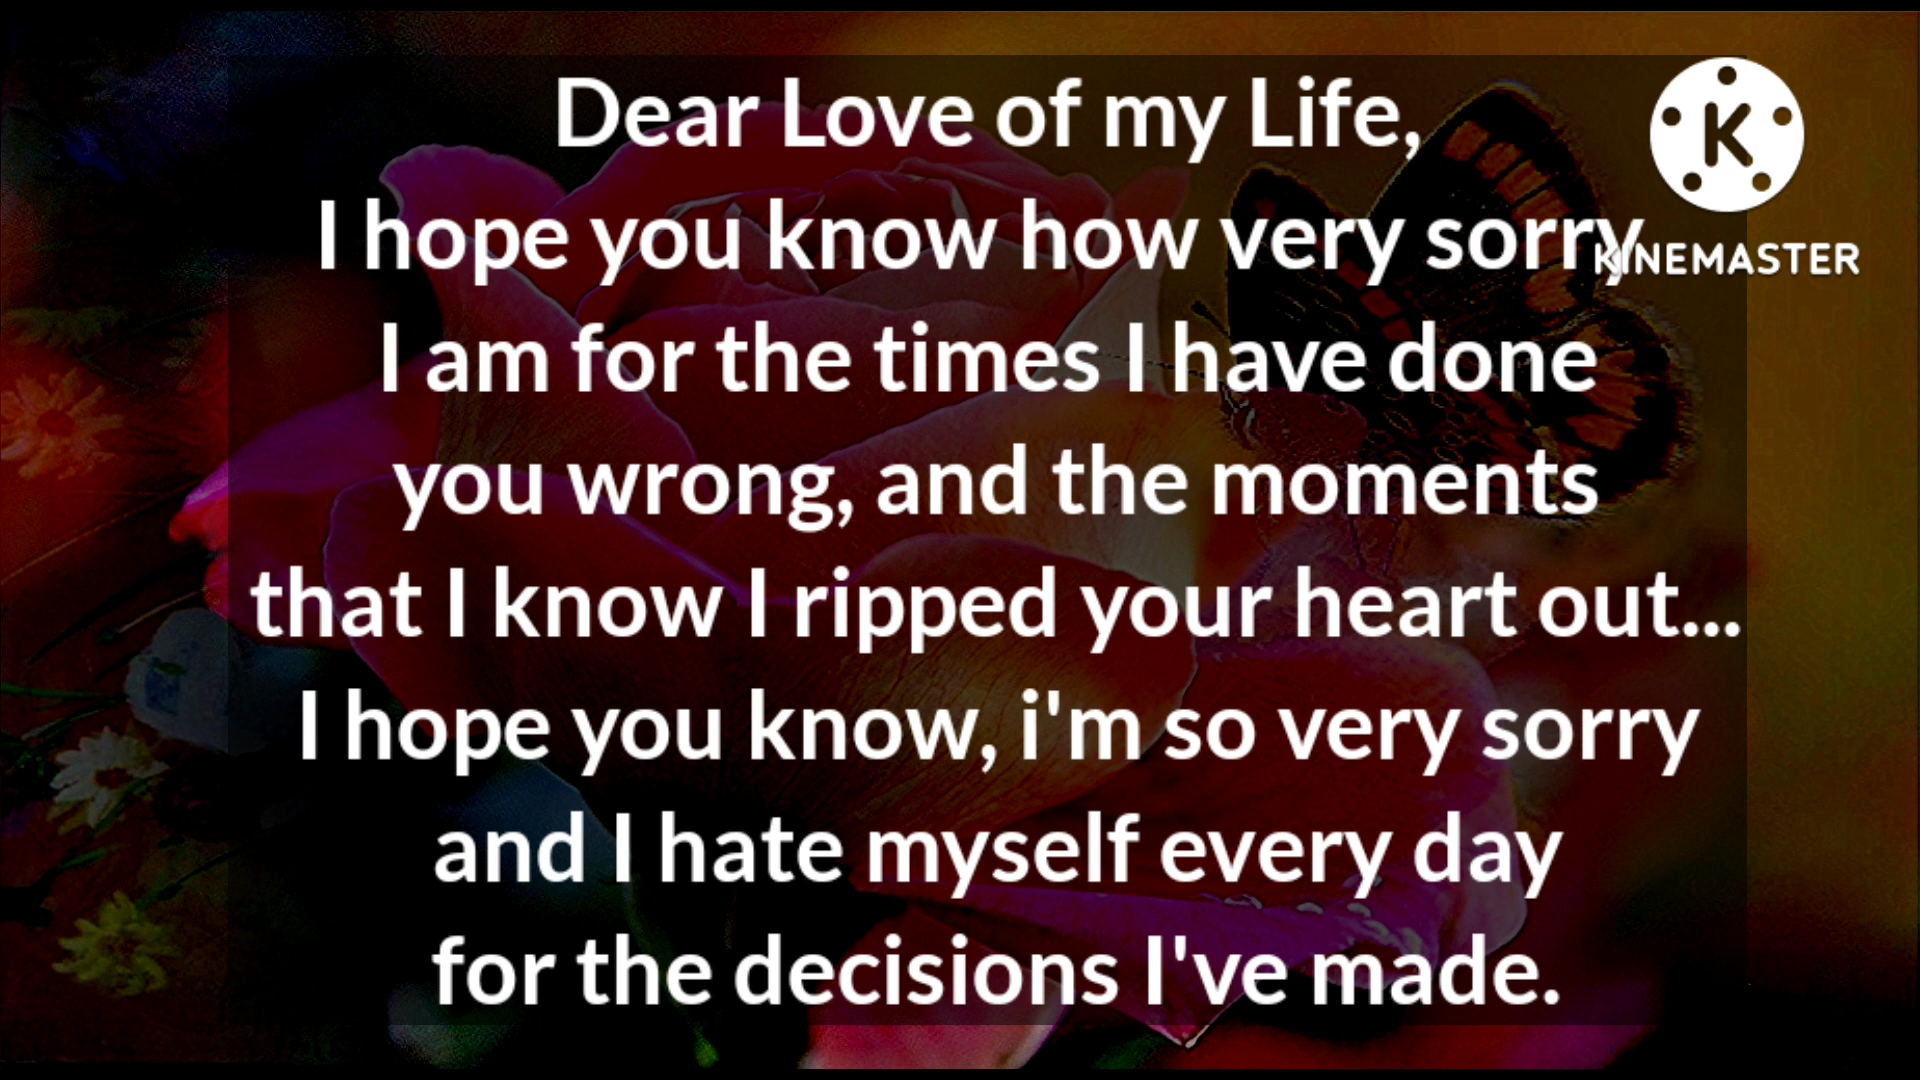 Dear Love of my Life,
I hope you know how very sorry
KINEMASTER
I am for the times I have done
you wrong, and the moments
that I know I ripped your heart out...
I hope you know, i'm so very sorry
and I hate myself every day
for the decisions I've made.